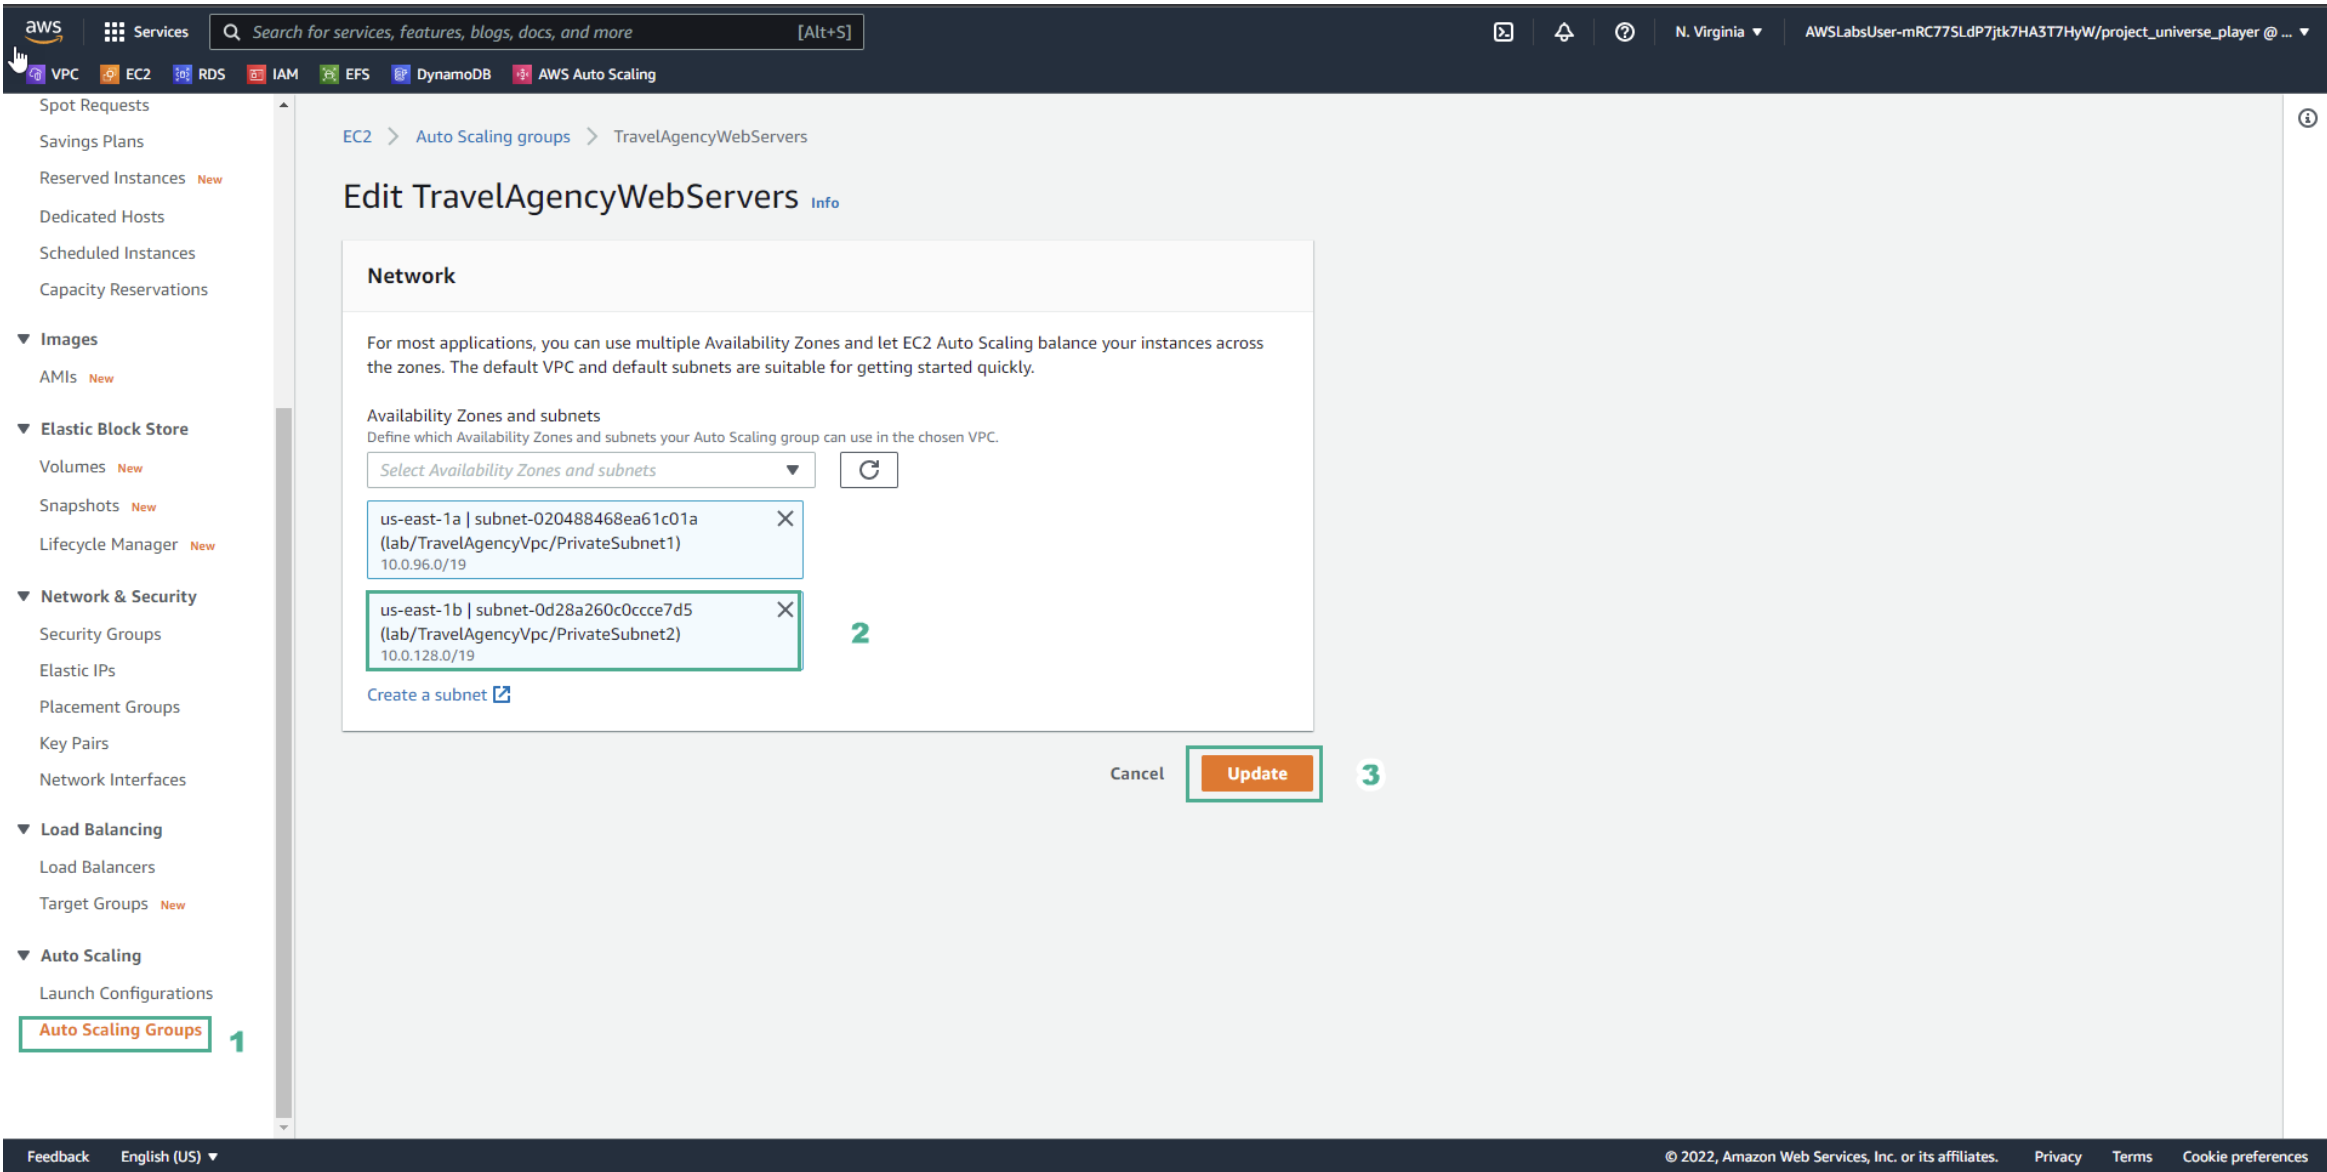 aws
Services
Search for services, features, blogs, docs, and more
[Alt+S]
N. Virginia ▼
AWSLabsUser-mRC77SLdP7jtk7HA3T7HyW/project_universe_player @ ... ▼
VPC
EC2
RDS
IAM
EFS
DynamoDB
AWS Auto Scaling
Spot Requests
Savings Plans
Reserved Instances New
Dedicated Hosts
Scheduled Instances
Capacity Reservations
Images
AMIs New
Elastic Block Store
Volumes New
Snapshots New
Lifecycle Manager New
Network & Security
Security Groups
Elastic IPs
Placement Groups
Key Pairs
Network Interfaces
Load Balancing
Load Balancers
Target Groups New
Auto Scaling
Launch Configurations
Auto Scaling Groups
1
EC2 > Auto Scaling groups > TravelAgencyWebServers
Edit TravelAgencyWebServers Info
Network
For most applications, you can use multiple Availability Zones and let EC2 Auto Scaling balance your instances across
the zones. The default VPC and default subnets are suitable for getting started quickly.
Availability Zones and subnets
Define which Availability Zones and subnets your Auto Scaling group can use in the chosen VPC.
Select Availability Zones and subnets
us-east-1a | subnet-020488468ea61c01a
(lab/TravelAgencyVpc/PrivateSubnet1)
10.0.96.0/19
us-east-1b | subnet-0d28a260c0ccce7d5
(lab/TravelAgencyVpc/PrivateSubnet2)
10.0.128.0/19
2
Create a subnet
Cancel
Update
3
Feedback
English (US) ▼
© 2022, Amazon Web Services, Inc. or its affiliates.
Privacy
Terms
Cookie preferences